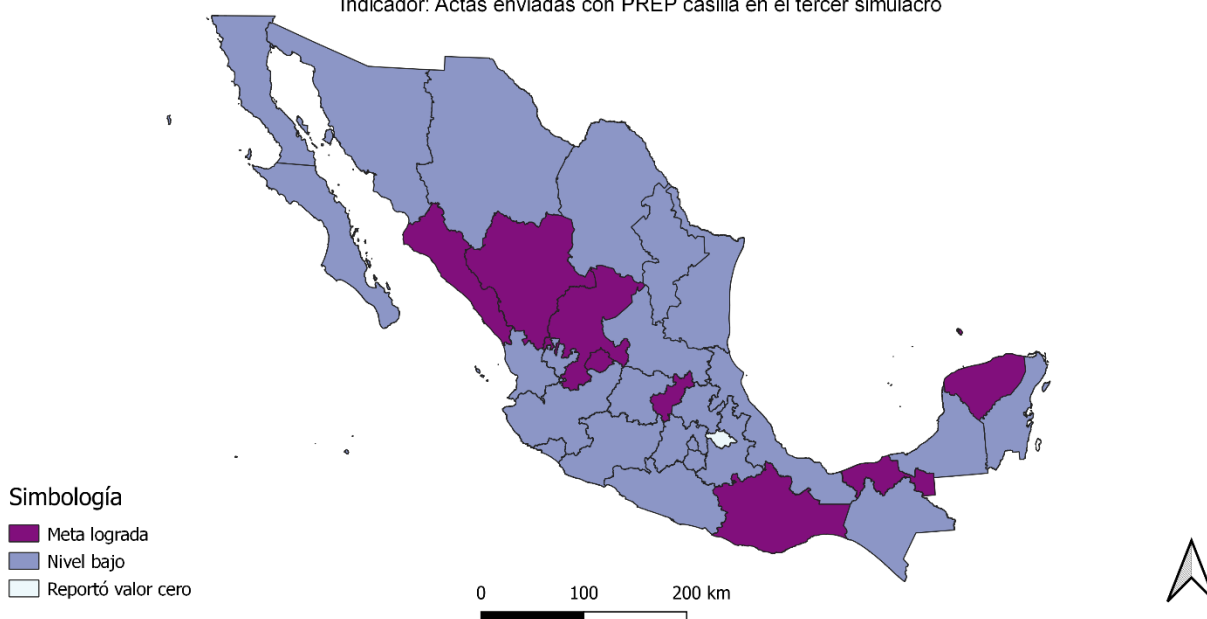 Indicador: Actas enviadas con PREP casilla en el tercer simulacro
Simbología
Meta lograda
Nivel bajo
Reportó valor cero
0 100 200 km